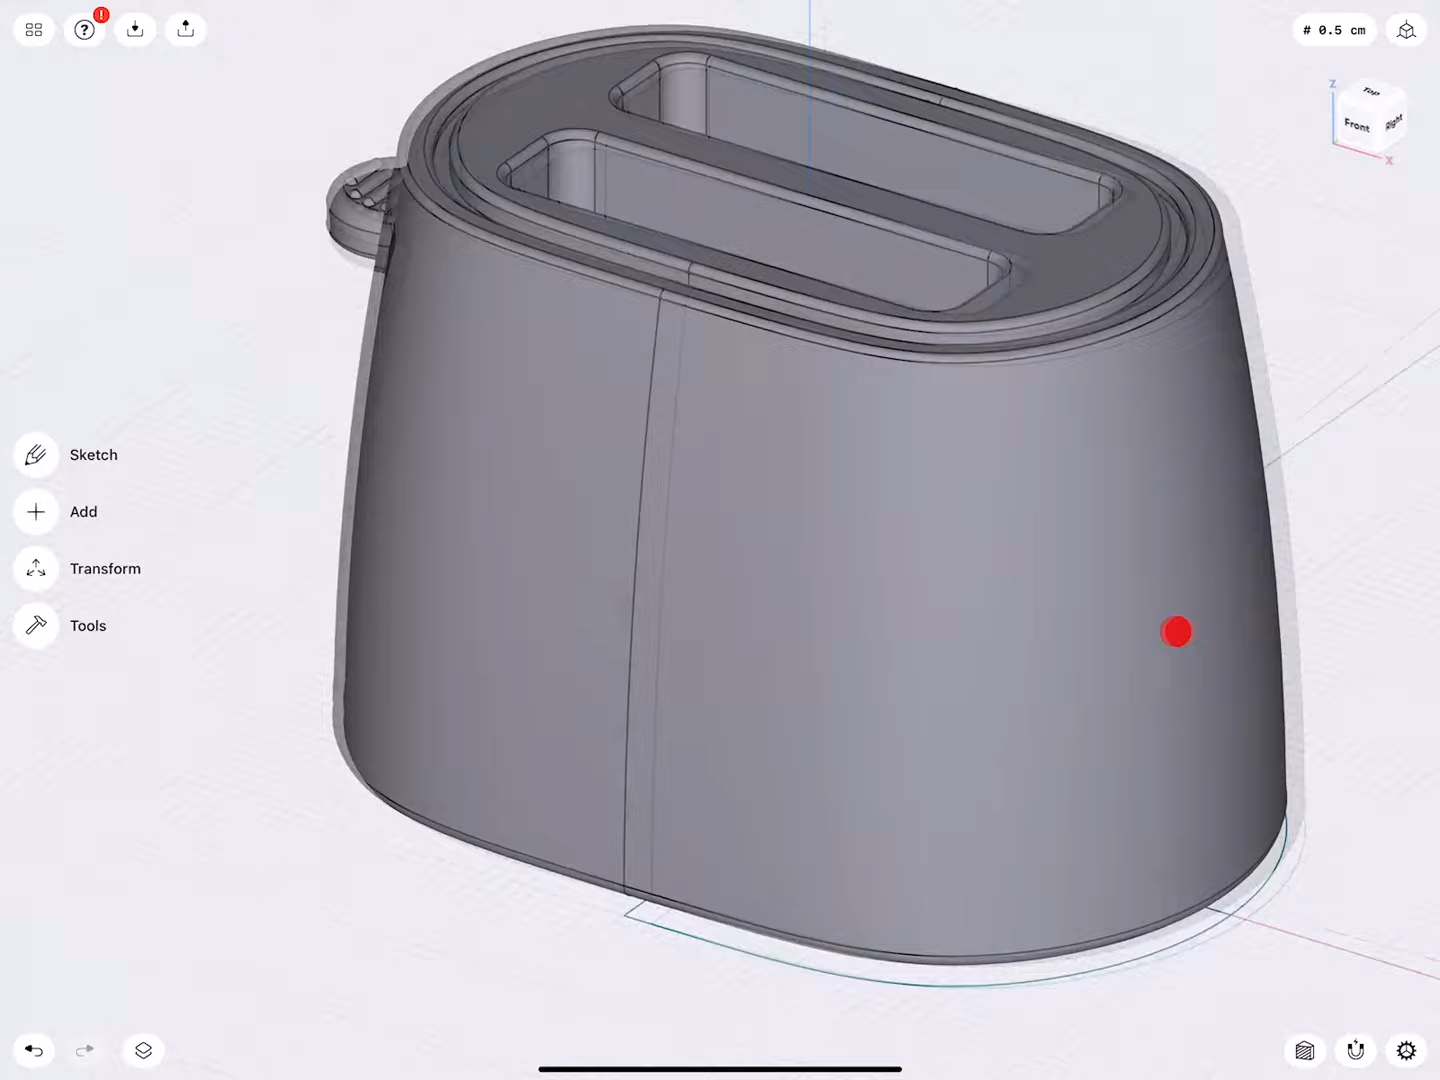 ?
!
# 0.5 cm
Z
Top
Front
Right
X
Sketch
Add
Transform
Tools